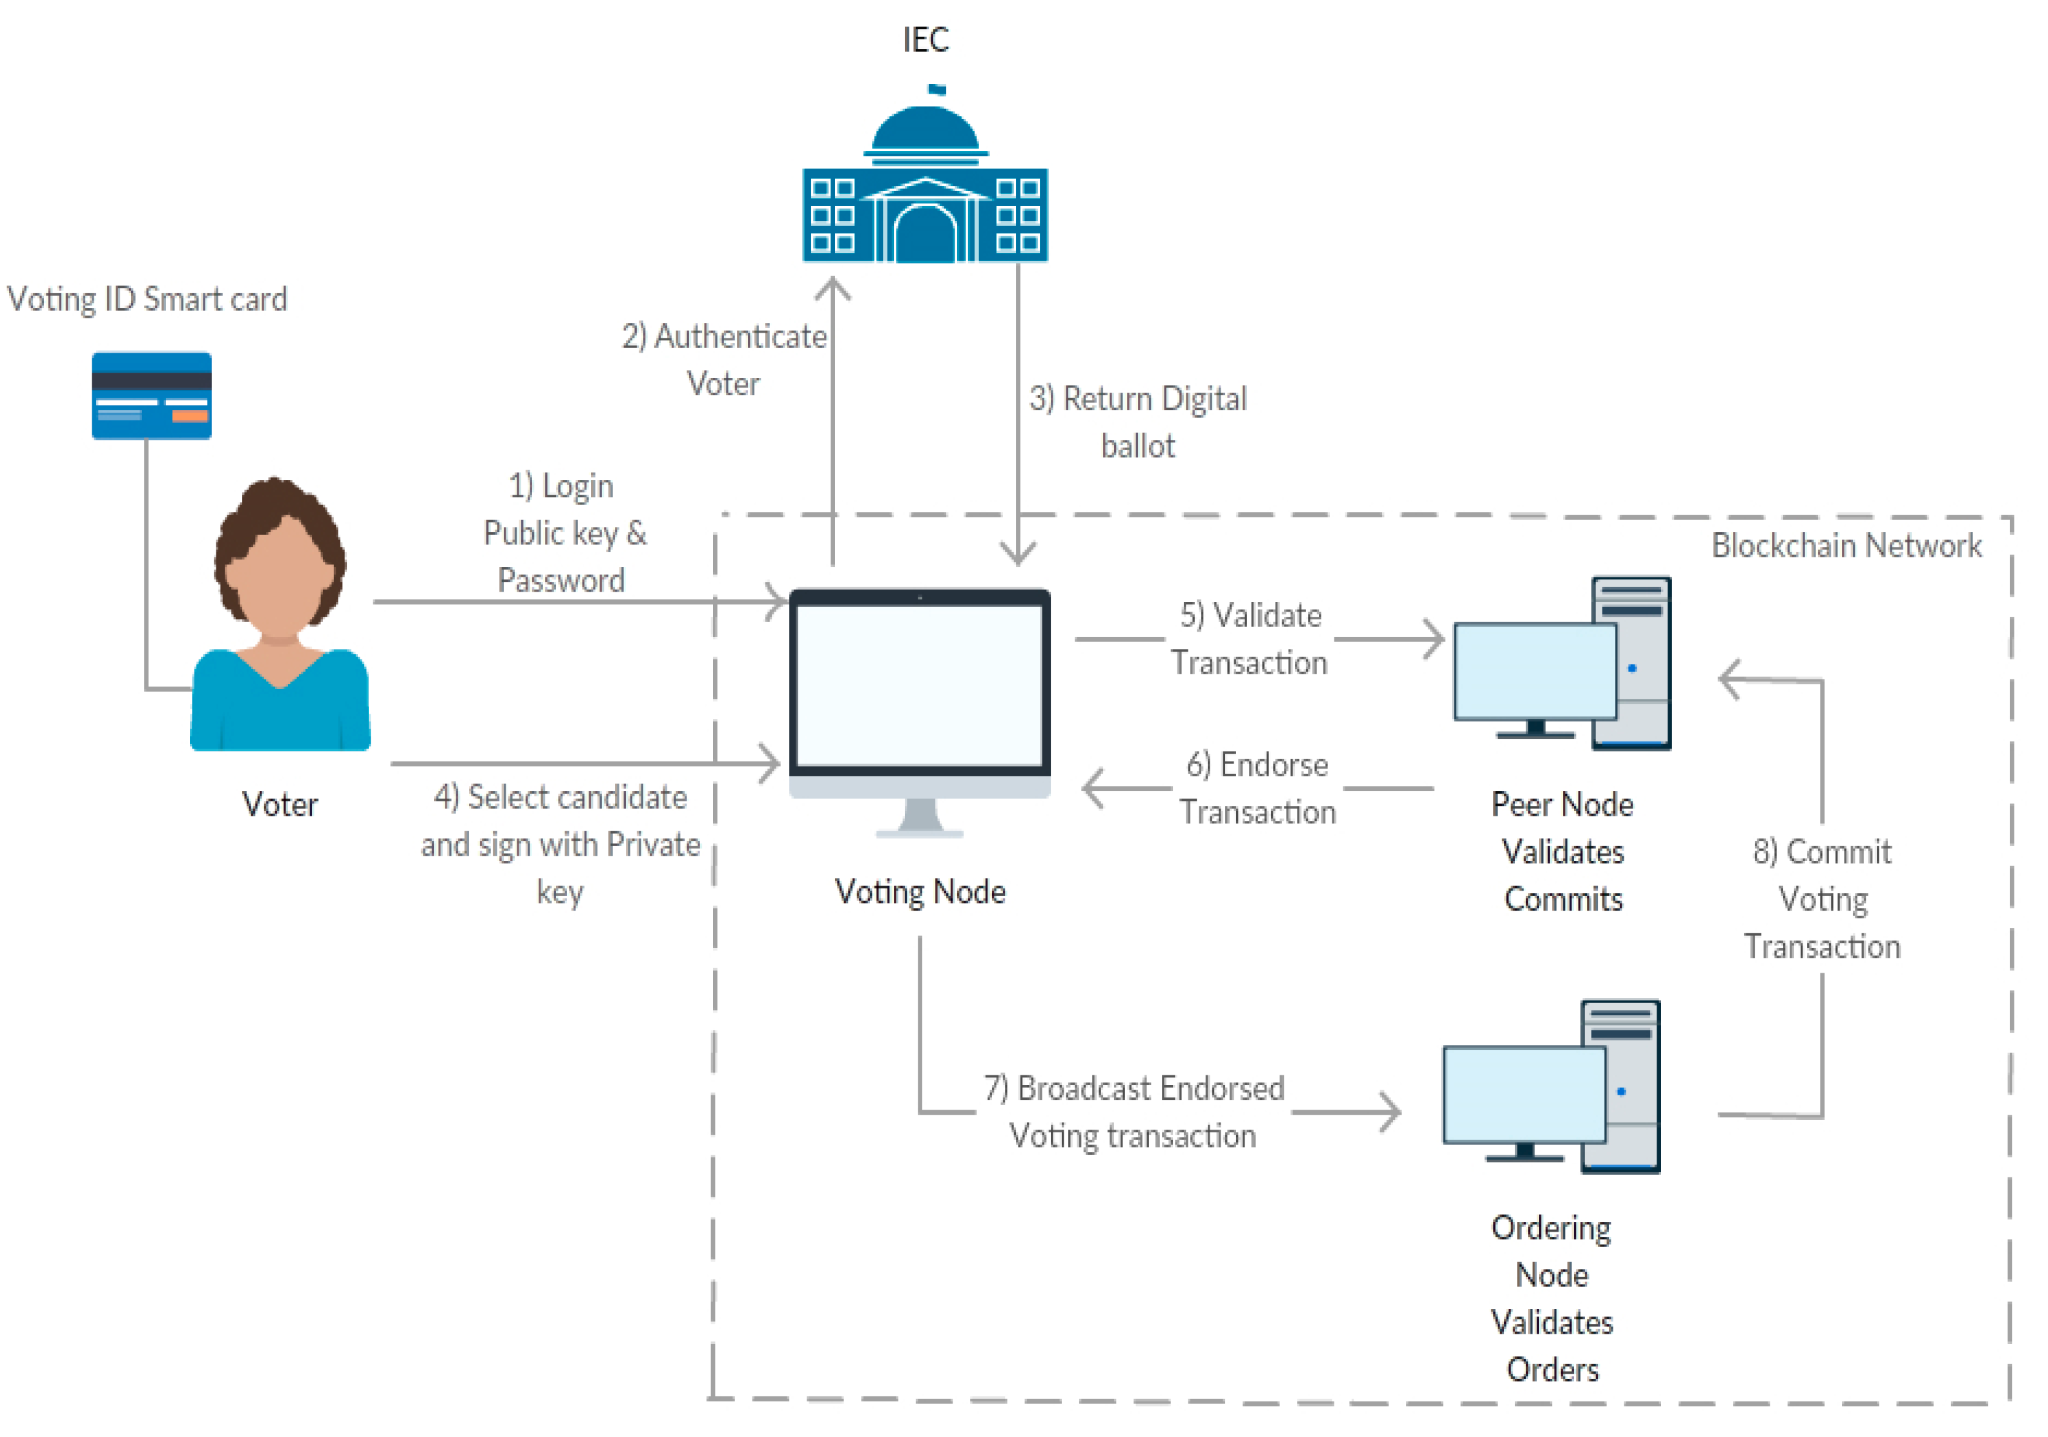 IEC
Voting ID Smart card
2) Authenticate
Voter
3) Return Digital
ballot
1) Login
Public key &
Password
Blockchain Network
5) Validate
Transaction
6) Endorse
Transaction
Voter
4) Select candidate
and sign with Private
key
Voting Node
Peer Node
Validates
Commits
8) Commit
Voting
Transaction
7) Broadcast Endorsed
Voting transaction
Ordering
Node
Validates
Orders